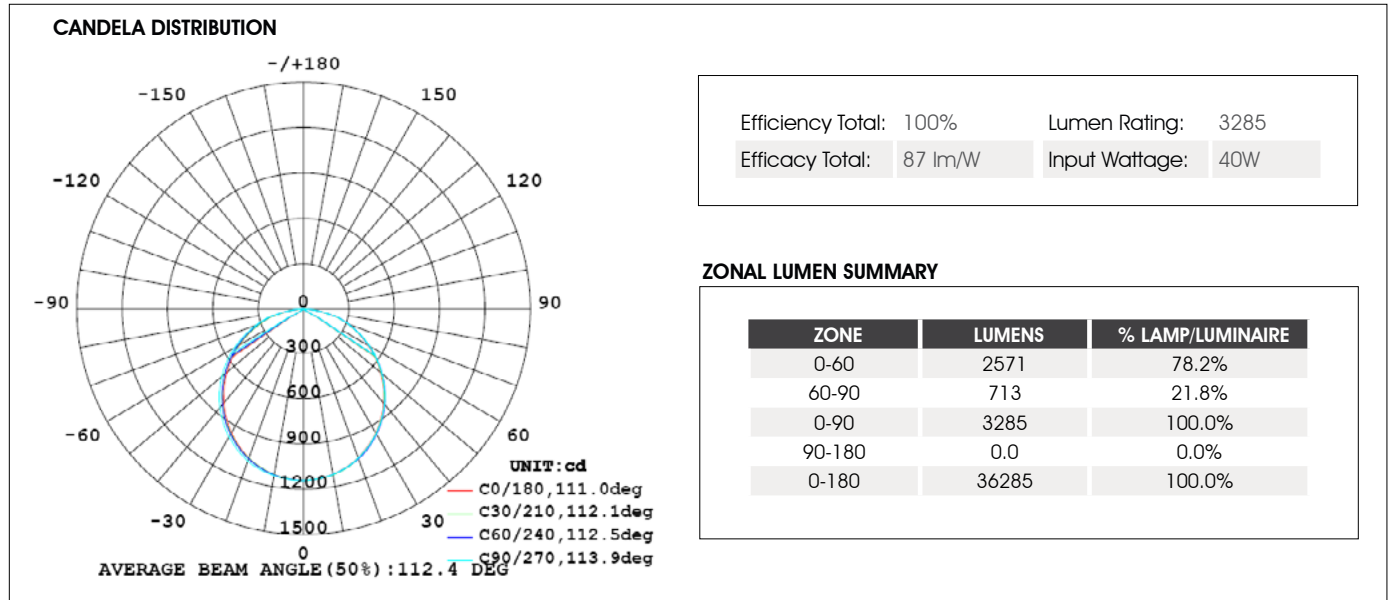 CANDELA DISTRIBUTION
-/+180
-150
150
-120
120
-90
0
90
300
600
-60
900
60
UNIT:cd
1200
C0/180,111.0deg
-30
1500
30
C30/210,112.1deg
C60/240,112.5deg
0
C90/270,113.9deg
AVERAGE BEAM ANGLE(50%):112.4 DEG
Efficiency Total: 100% Lumen Rating: 3285
Efficacy Total: 87 lm/W Input Wattage: 40W
ZONAL LUMEN SUMMARY
ZONE LUMENS % LAMP/LUMINAIRE
0-60 2571 78.2%
60-90 713 21.8%
0-90 3285 100.0%
90-180 0.0 0.0%
0-180 36285 100.0%